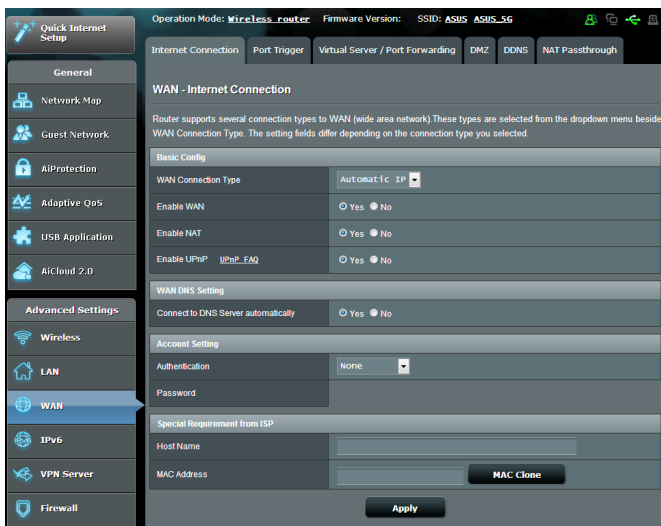 Quick Internet
Setup
General
Network Map
Guest Network
AiProtection
Adaptive QoS
USB Application
AiCloud 2.0
Advanced Settings
Wireless
LAN
WAN
IPv6
VPN Server
Firewall
Operation Mode: Wireless router Firmware Version: SSID: ASUS ASUS_5G
Internet Connection Port Trigger Virtual Server / Port Forwarding DMZ DDNS NAT Passthrough
WAN - Internet Connection
Router supports several connection types to WAN (wide area network).These types are selected from the dropdown menu beside
WAN Connection Type. The setting fields differ depending on the connection type you selected.
Basic Config
WAN Connection Type Automatic IP
Enable WAN Yes No
Enable NAT Yes No
Enable UPnP UPnP FAQ Yes No
WAN DNS Setting
Connect to DNS Server automatically Yes No
Account Setting
Authentication None
Password
Special Requirement from ISP
Host Name
MAC Address MAC Clone
Apply